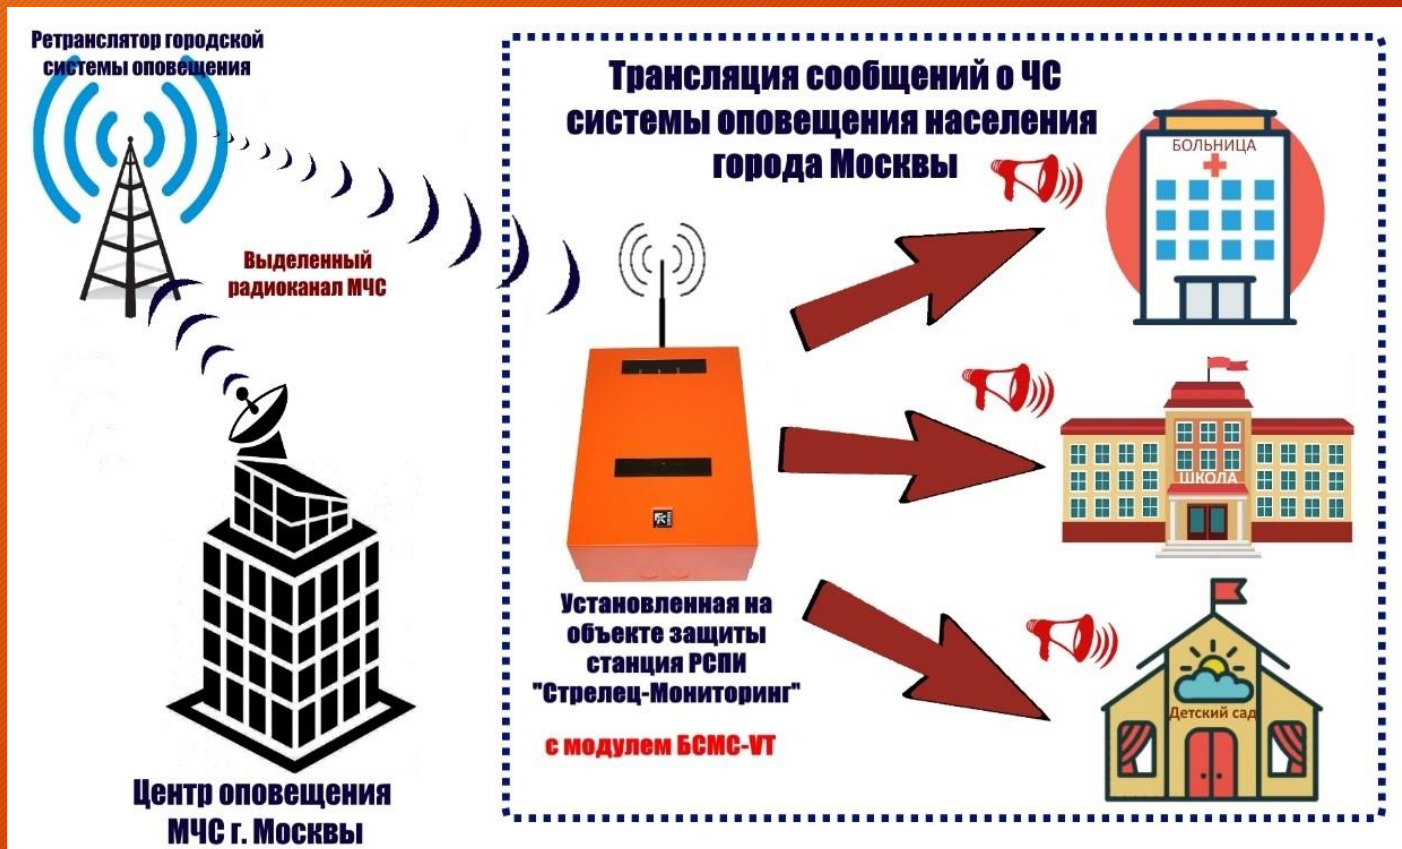 Ретранслятор городской
системы оповещения
Трансляция сообщений о ЧС
системы оповещения населения
города Москвы
БОЛЬНИЦА
Выделенный
радиоканал МЧС
ШКОЛА
Установленная на
объекте защиты
станция РСПИ
"Стрелец-Мониторинг"
с модулем БСМС-VT
Детский сад
Центр оповещения
МЧС г. Москвы